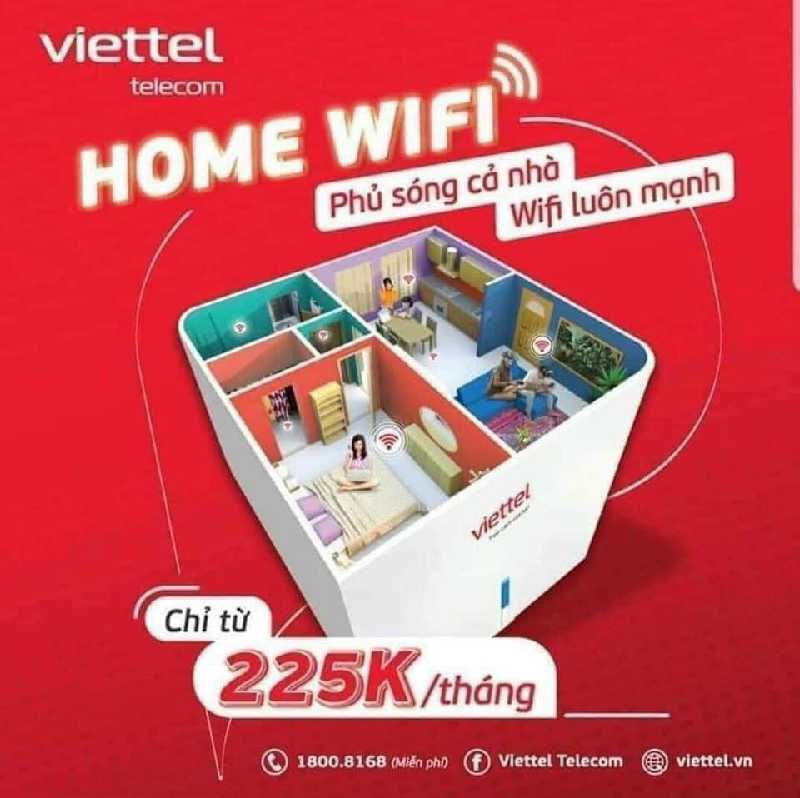 viettel
telecom
HOME WIFI
Phủ sóng cả nhà
Wifi luôn mạnh
viettel
Chỉ từ
225K/tháng
1800.8168 (Miễn phí) Viettel Telecom viettel.vn